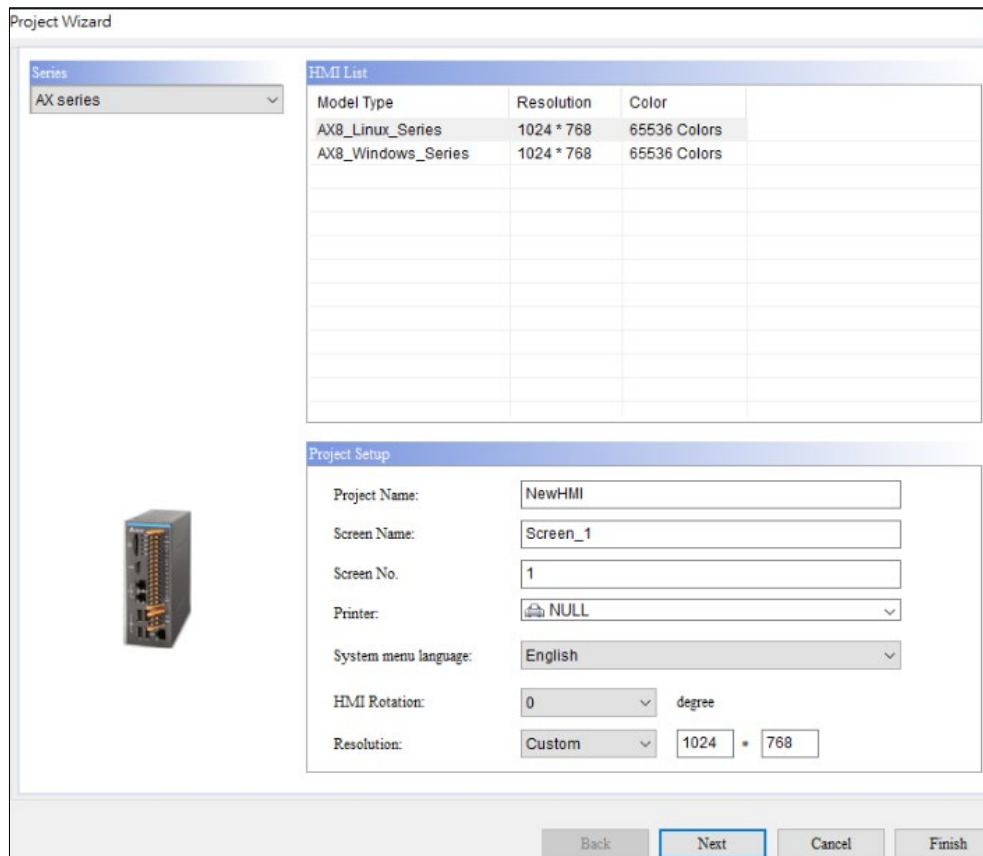 Project Wizard
Series
AX series
HMI List
Model Type Resolution Color
AX8_Linux_Series 1024 * 768 65536 Colors
AX8_Windows_Series 1024 * 768 65536 Colors
Project Setup
Project Name: NewHMI
Screen Name: Screen_1
Screen No. 1
Printer: NULL
System menu language: English
HMI Rotation: 0 degree
Resolution: Custom 1024 * 768
Back Next Cancel Finish